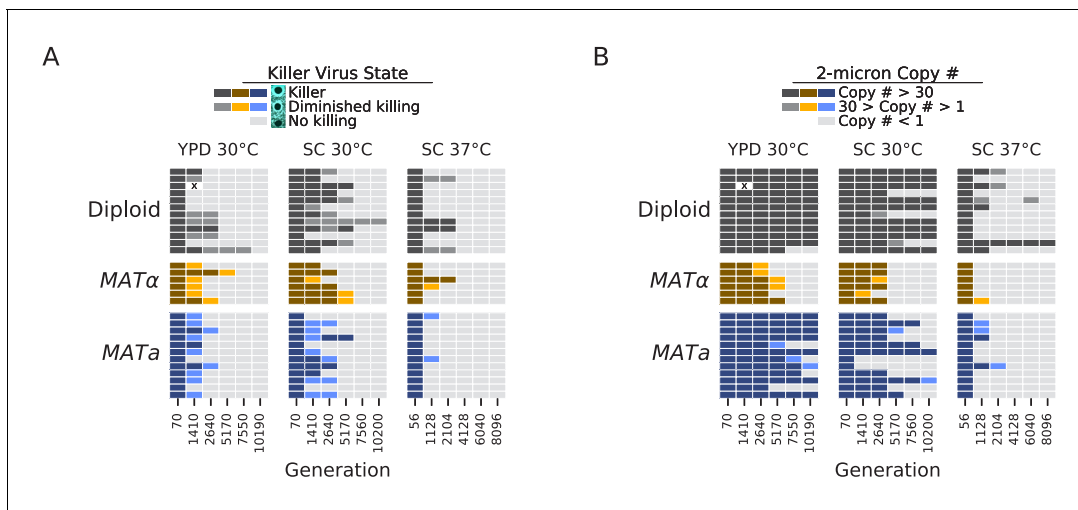 A
Killer Virus State
Killer
Diminished killing
No killing
YPD 30°C
SC 30°C
SC 37°C
x
Diploid
MATα
MATa
70
1410
2640
5170
7550
10190
70
1410
2640
5170
7560
10200
56
1128
2104
4128
6040
8096
Generation
B
2-micron Copy #
Copy # > 30
30 > Copy # > 1
Copy # < 1
YPD 30°C
SC 30°C
SC 37°C
x
Diploid
MATα
MATa
70
1410
2640
5170
7550
10190
70
1410
2640
5170
7560
10200
56
1128
2104
4128
6040
8096
Generation